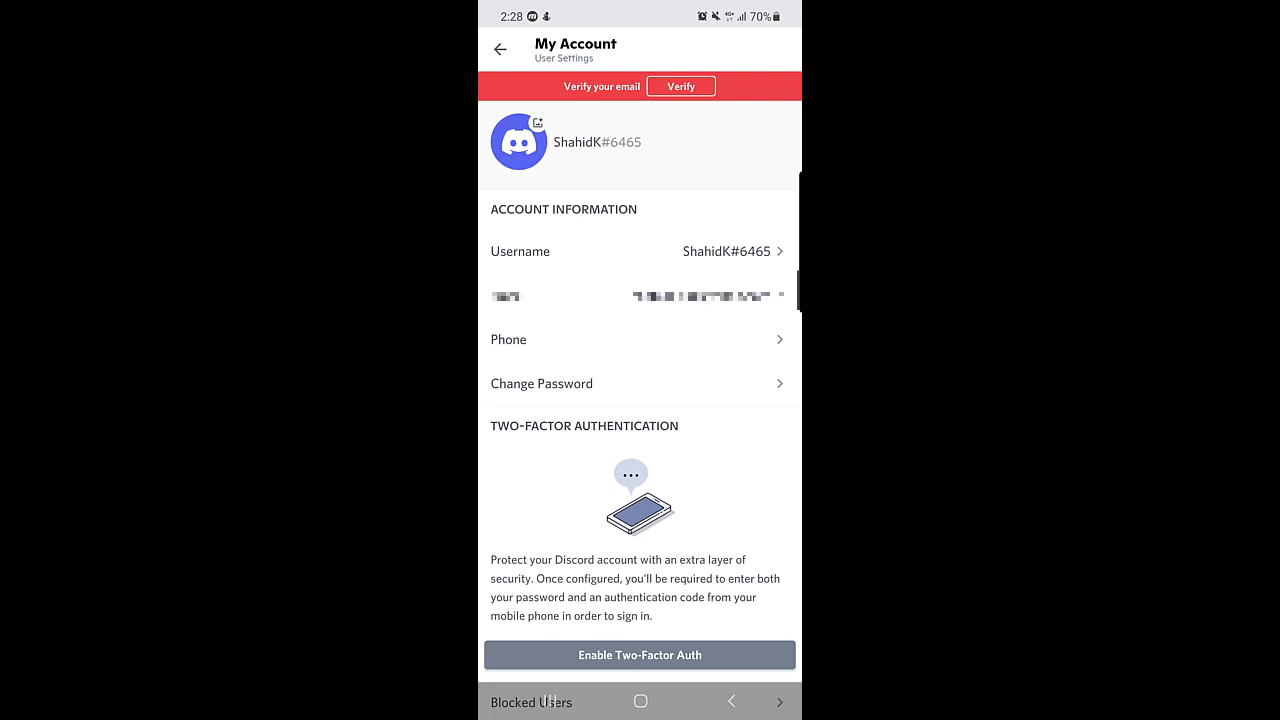 2:28
4G+ 70%
My Account
User Settings
Verify your email Verify
ShahidK#6465
ACCOUNT INFORMATION
Username ShahidK#6465
Phone
Change Password
TWO-FACTOR AUTHENTICATION
Protect your Discord account with an extra layer of
security. Once configured, you'll be required to enter both
your password and an authentication code from your
mobile phone in order to sign in.
Enable Two-Factor Auth
Blocked Users